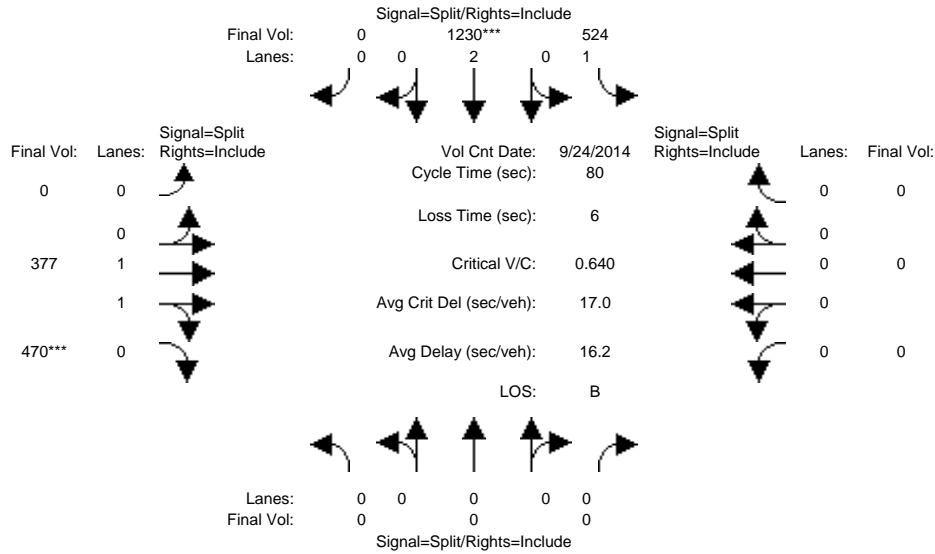 Signal=Split/Rights=Include
Final Vol: 0 1230*** 524
Lanes: 0 0 2 0 1
Signal=Split
Final Vol: Lanes: Rights=Include
Vol Cnt Date: 9/24/2014
Signal=Split
Rights=Include Lanes: Final Vol:
Cycle Time (sec): 80
0 0
0 0
Loss Time (sec): 6
0
0
377 1
Critical V/C: 0.640
0 0
1
Avg Crit Del (sec/veh): 17.0
0
470*** 0
Avg Delay (sec/veh): 16.2
0 0
LOS: B
Lanes: 0 0 0 0 0
Final Vol: 0 0 0
Signal=Split/Rights=Include